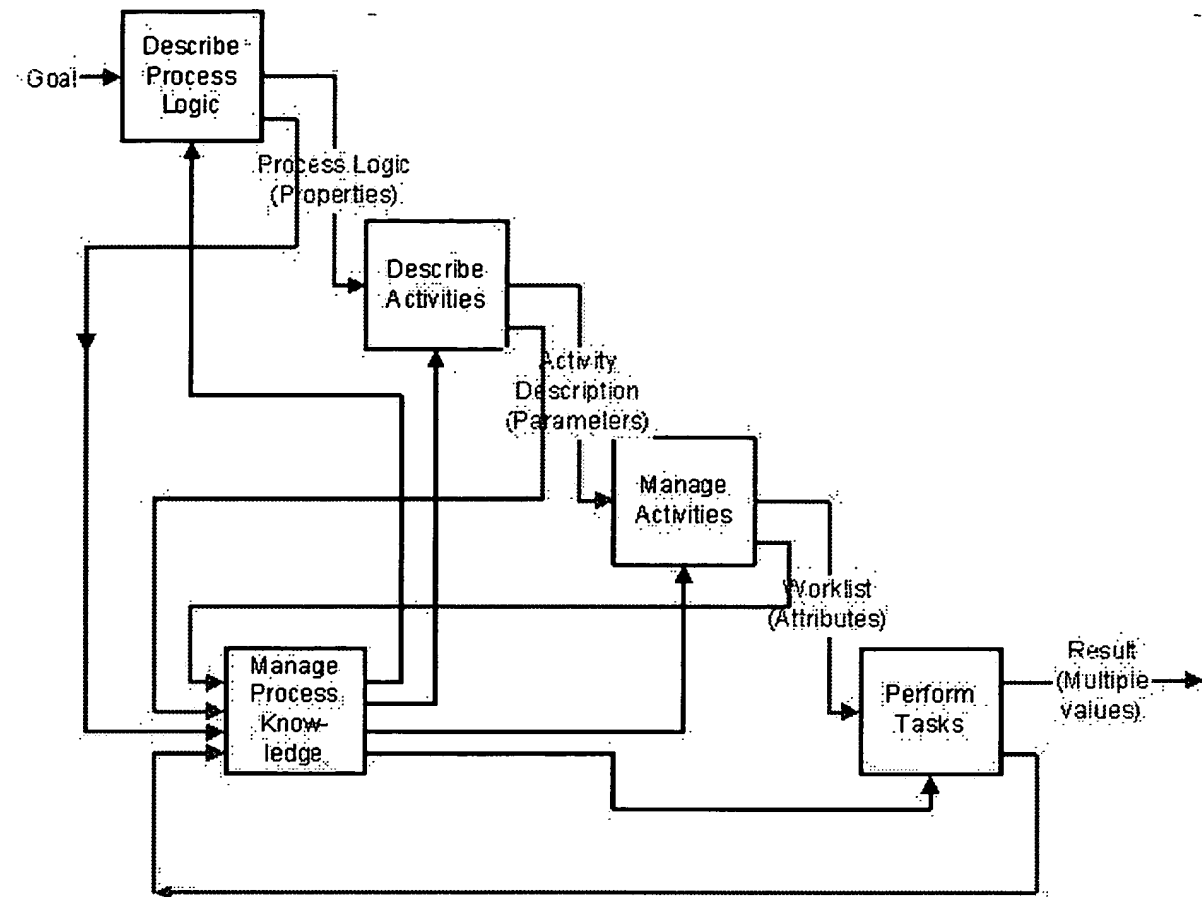 Describe
Process
Logic
Goal
Process Logic
(Properties)
Describe
Activities
Activity
Description
(Parameters)
Manage
Activities
Worklist
(Attributes)
Manage
Process
Know-
ledge
Perform
Tasks
Result
(Multiple
values)